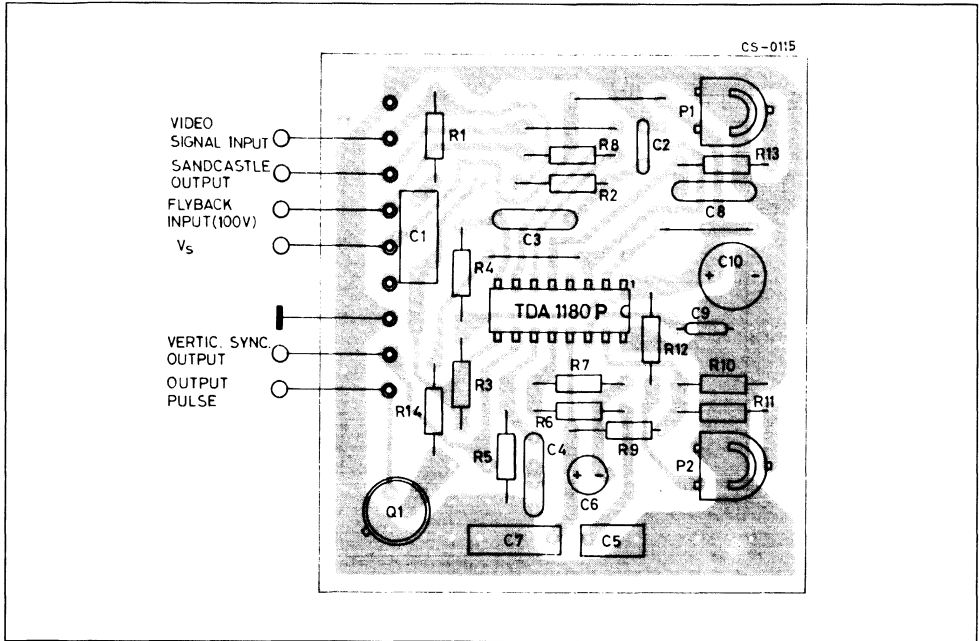 CS-0115
VIDEO
SIGNAL INPUT
SANDCASTLE
OUTPUT
FLYBACK
INPUT(100V)
Vs
VERTIC. SYNC.
OUTPUT
OUTPUT
PULSE
R1
R8
R2
C2
P1
R13
C8
C3
C1
R4
C10
+ -
TDA 1180 P
1
C9
R12
R7
R10
R3
R11
R14
R6
R9
R5
C4
+ -
C6
P2
Q1
C7
C5